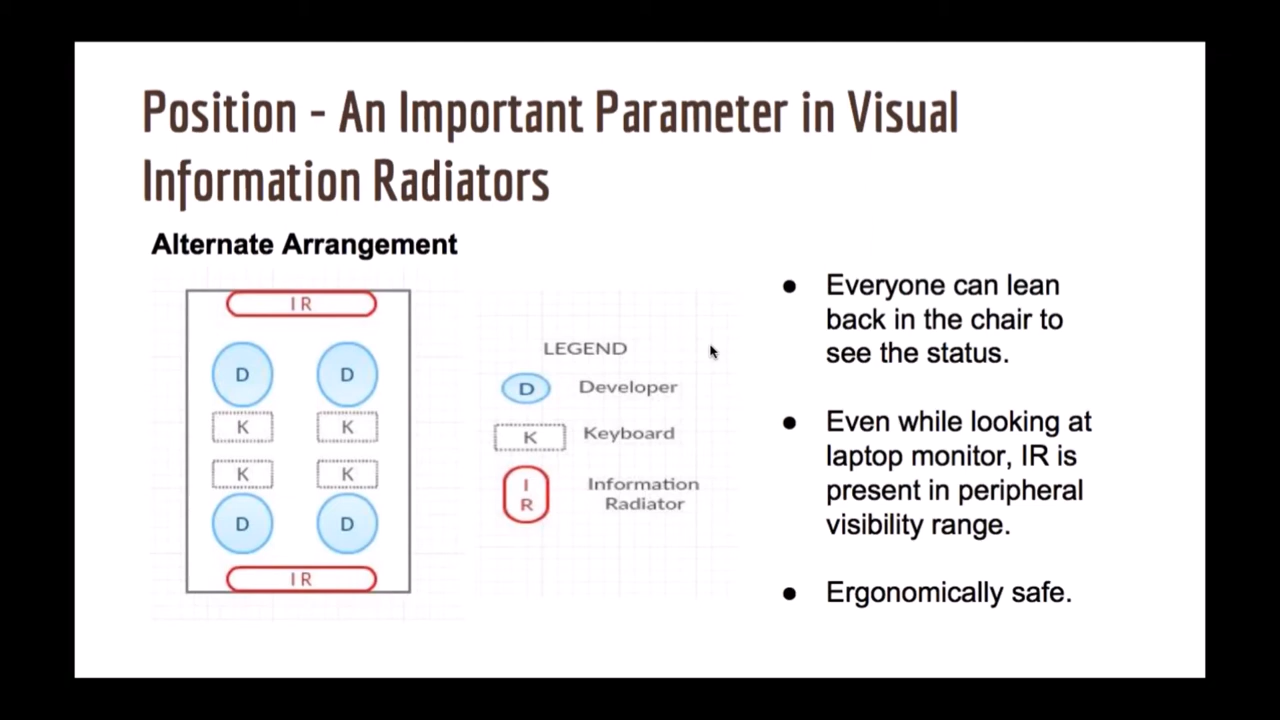 Position - An Important Parameter in Visual
Information Radiators
Alternate Arrangement
I R
D D
K K
K K
D D
I R
LEGEND
D Developer
K Keyboard
I
R
Information
Radiator
● Everyone can lean
back in the chair to
see the status.
● Even while looking at
laptop monitor, IR is
present in peripheral
visibility range.
● Ergonomically safe.